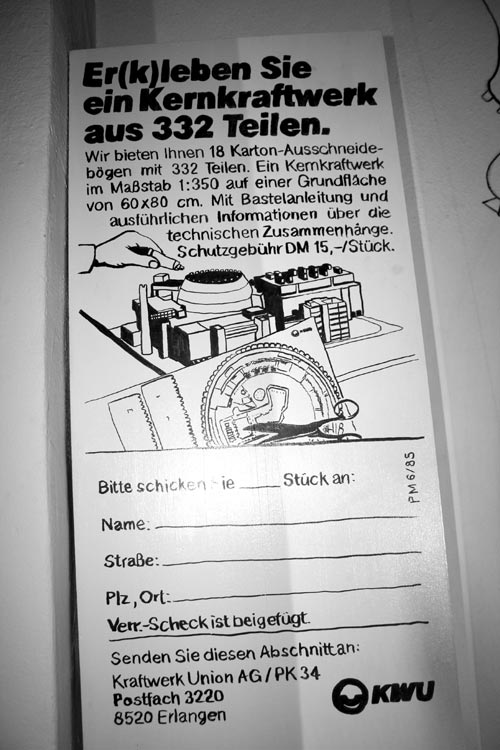 Er(k)leben Sie
ein Kernkraftwerk
aus 332 Teilen.
Wir bieten Ihnen 18 Karton-Ausschneide-
bögen mit 332 Teilen. Ein Kernkraftwerk
im Maßstab 1:350 auf einer Grundfläche
von 60x80 cm. Mit Bastelanleitung und
ausführlichen Informationen über die
technischen Zusammenhänge.
Schutzgebühr DM 15,-/Stück.
Bitte schicken ie ____ Stück an:
PM 6/85
Name:
Straße:
Plz, Ort:
Verr.-Scheck ist beigefügt.
Senden Sie diesen Abschnitt an:
Kraftwerk Union AG / PK 34
Postfach 3220
8520 Erlangen
KWU